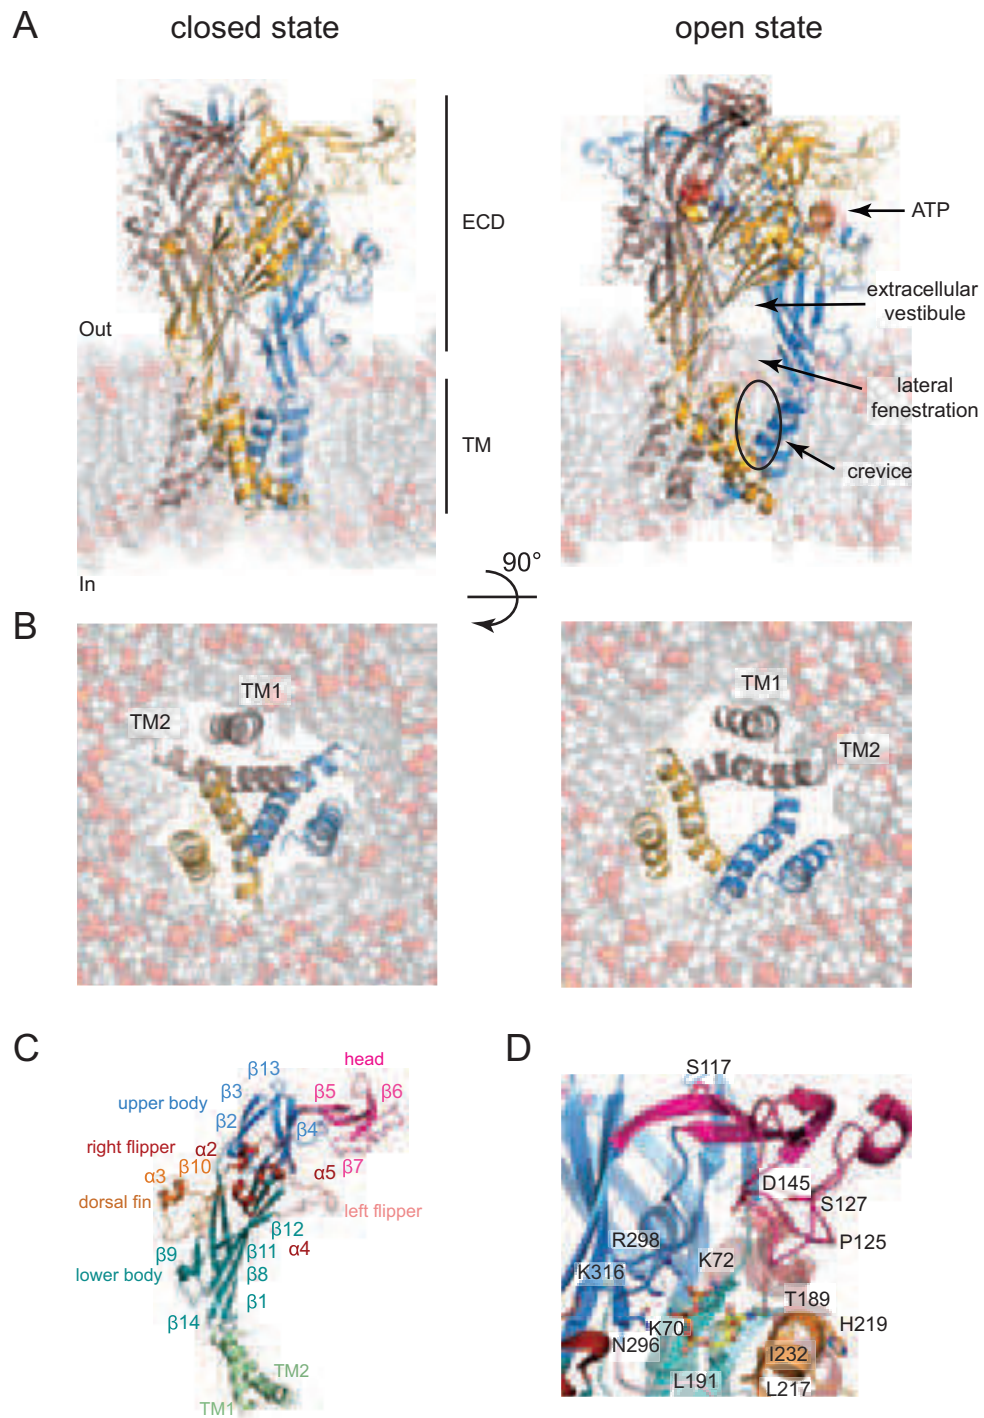 A
closed state
open state
ECD
ATP
extracellular
vestibule
Out
lateral
fenestration
TM
crevice
In
90°
B
TM1
TM2
TM1
TM2
C
β13
head
β3
β5
β6
upper body
β2
β4
right flipper
α2
α3
β10
α5
β7
dorsal fin
left flipper
β12
β9
β11
α4
lower body
β8
β1
β14
TM2
TM1
D
S117
D145
S127
R298
K72
P125
K316
T189
K70
H219
N296
I232
L191
L217